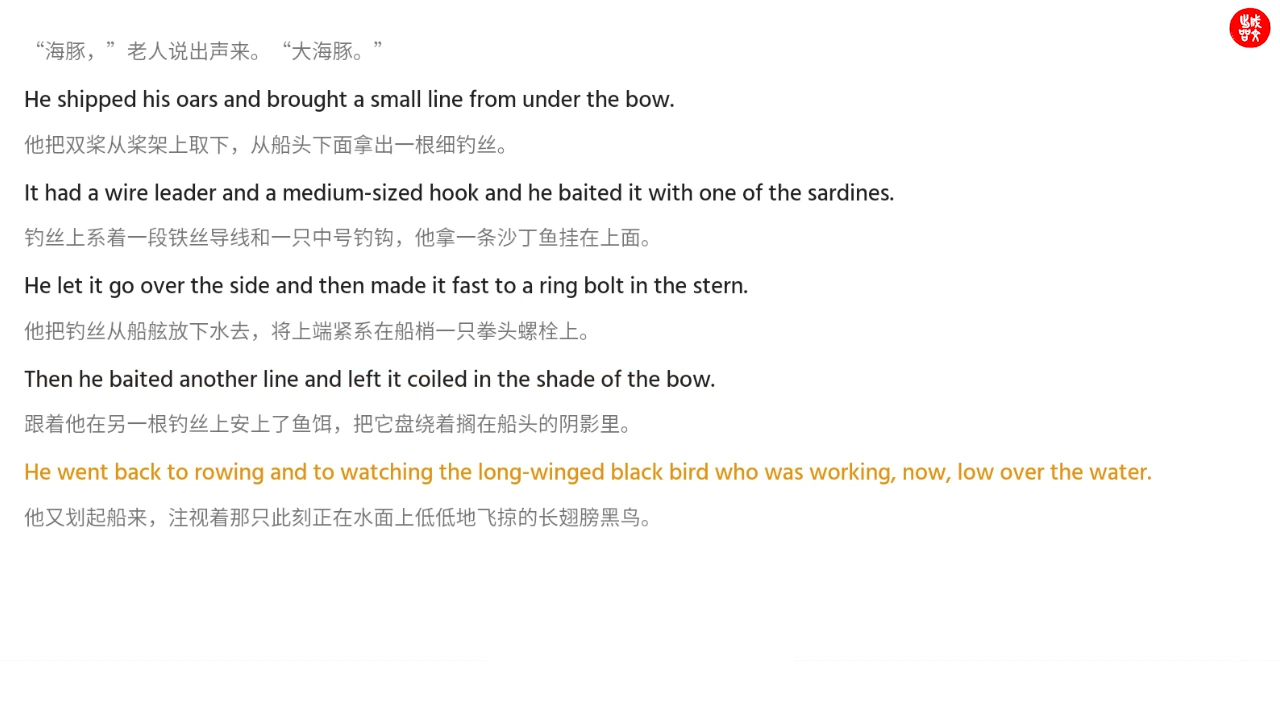 “海豚，”老人说出声来。“大海豚。”
He shipped his oars and brought a small line from under the bow.
他把双桨从桨架上取下，从船头下面拿出一根细钓丝。
It had a wire leader and a medium-sized hook and he baited it with one of the sardines.
钓丝上系着一段铁丝导线和一只中号钓钩，他拿一条沙丁鱼挂在上面。
He let it go over the side and then made it fast to a ring bolt in the stern.
他把钓丝从船舷放下水去，将上端紧系在船梢一只拳头螺栓上。
Then he baited another line and left it coiled in the shade of the bow.
跟着他在另一根钓丝上安上了鱼饵，把它盘绕着搁在船头的阴影里。
He went back to rowing and to watching the long-winged black bird who was working, now, low over the water.
他又划起船来，注视着那只此刻正在水面上低低地飞掠的长翅膀黑鸟。